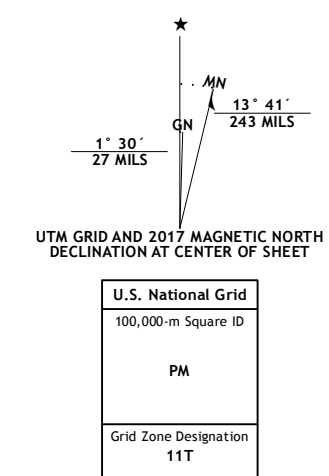 ★
MN
GN
13° 41´
243 MILS
1° 30´
27 MILS
UTM GRID AND 2017 MAGNETIC NORTH
DECLINATION AT CENTER OF SHEET
U.S. National Grid
100,000-m Square ID
PM
Grid Zone Designation
11T